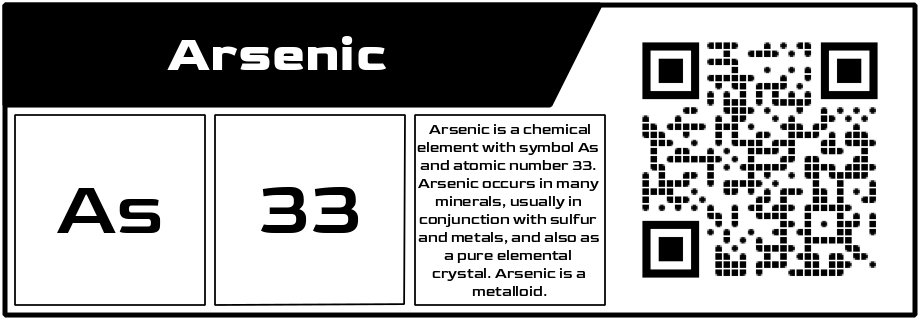 Arsenic
As
33
Arsenic is a chemical
element with symbol As
and atomic number 33.
Arsenic occurs in many
minerals, usually in
conjunction with sulfur
and metals, and also as
a pure elemental
crystal. Arsenic is a
metalloid.